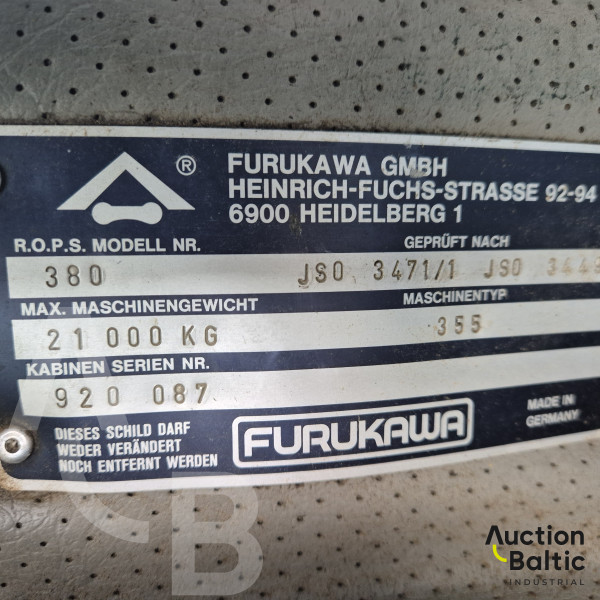 ®
FURUKAWA GMBH
HEINRICH-FUCHS-STRASSE 92-94
6900 HEIDELBERG 1
R.O.P.S. MODELL NR. GEPRÜFT NACH
380 JSO 3471/1 JSO
MAX. MASCHINENGEWICHT MASCHINENTYP
21 000 KG 355
KABINEN SERIEN NR.
920 087
DIESES SCHILD DARF
WEDER VERÄNDERT
NOCH ENTFERNT WERDEN
FURUKAWA
MADE IN
GERMANY
CB
Auction
Baltic
INDUSTRIAL